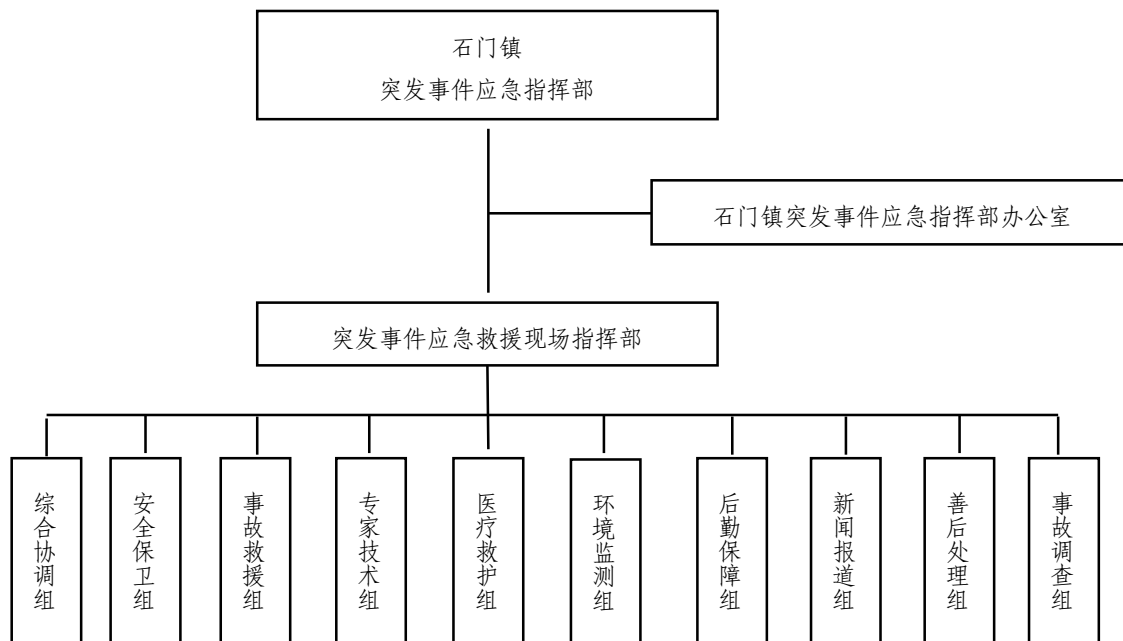 石门镇
突发事件应急指挥部
石门镇突发事件应急指挥部办公室
突发事件应急救援现场指挥部
综合协调组
安全保卫组
事故救援组
专家技术组
医疗救护组
环境监测组
后勤保障组
新闻报道组
善后处理组
事故调查组